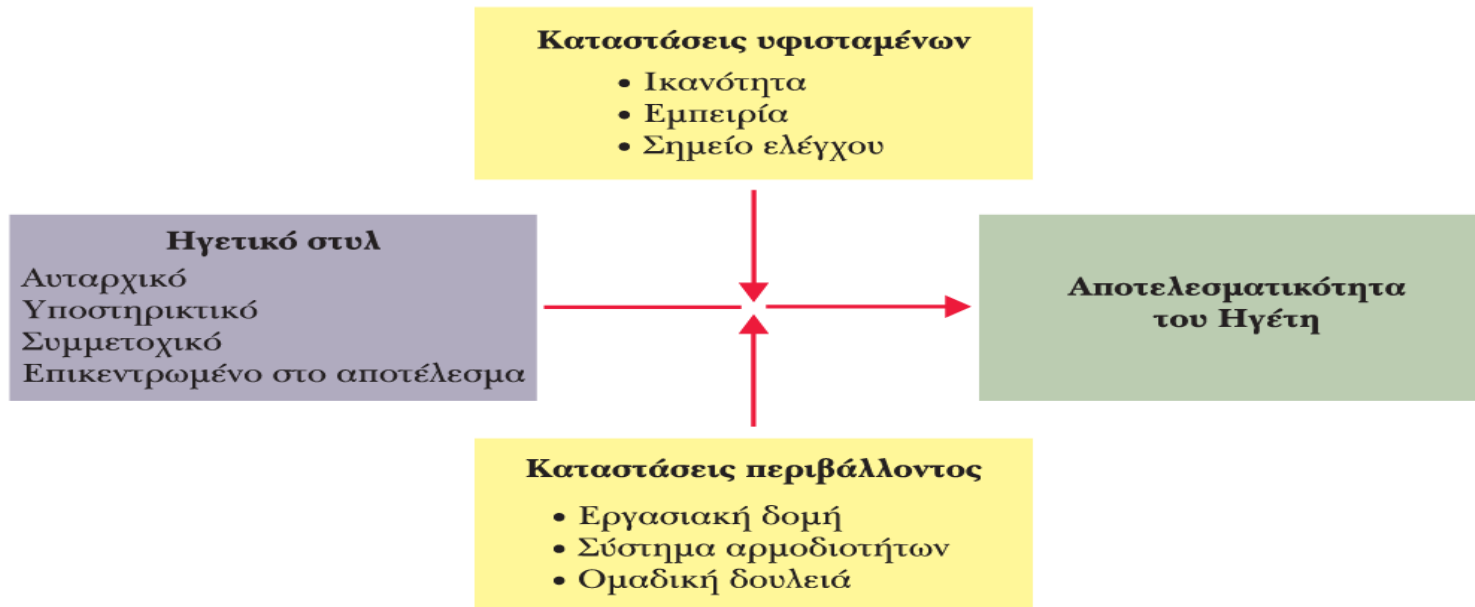 Καταστάσεις υφισταμένων
• Ικανότητα
• Εμπειρία
• Σημείο ελέγχου
Ηγετικό στυλ
Αυταρχικό
Υποστηρικτικό
Συμμετοχικό
Επικεντρωμένο στο αποτέλεσμα
Αποτελεσματικότητα
του Ηγέτη
Καταστάσεις περιβάλλοντος
• Εργασιακή δομή
• Σύστημα αρμοδιοτήτων
• Ομαδική δουλειά